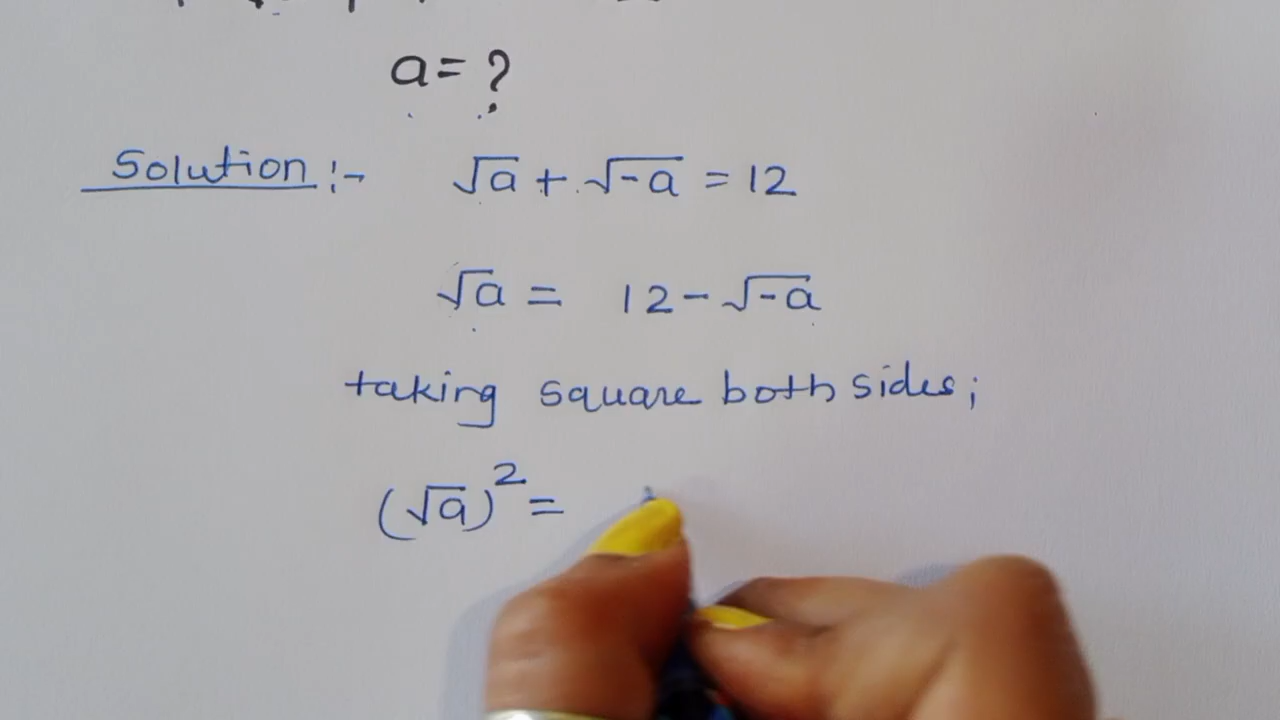 a = ?
Solution :- √a + √-a = 12
√a = 12 - √-a
taking square both sides;
(√a)² =